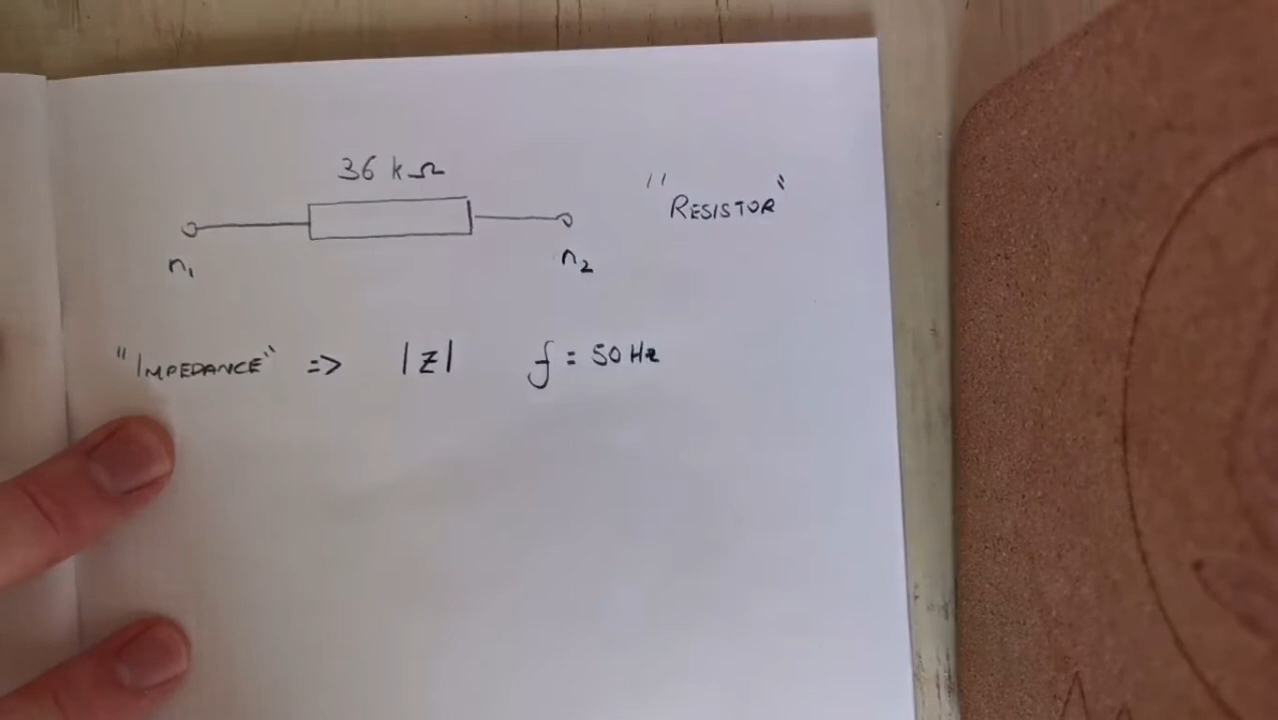 36 kΩ
"RESISTOR"
n₁
n₂
"IMPEDANCE" => |Z| f = 50 Hz